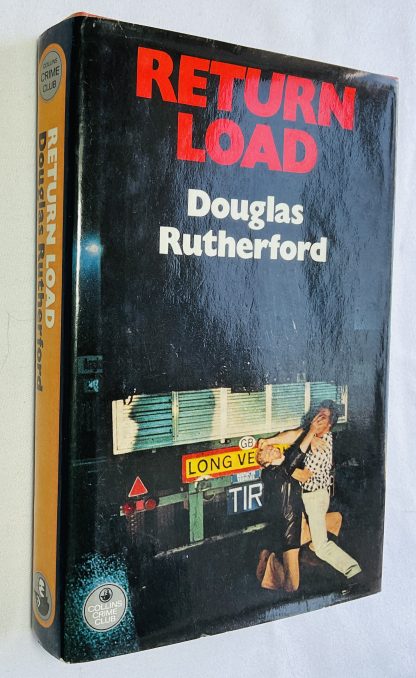 COLLINS
CRIME
CLUB
RETURN LOAD
Douglas Rutherford
RETURN
LOAD
Douglas
Rutherford
GB
LONG VE
TIR
COLLINS
CRIME
CLUB